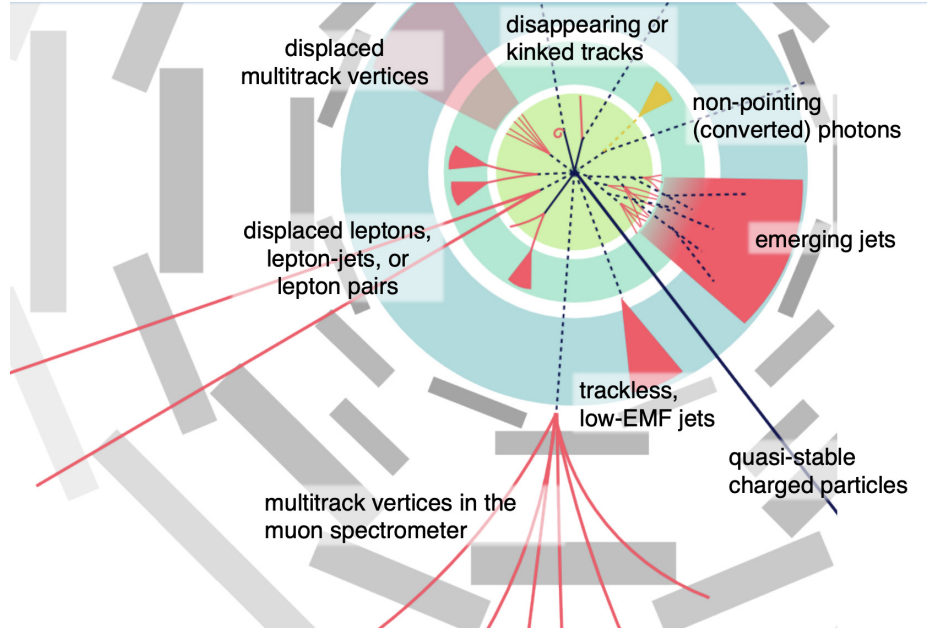 disappearing or
kinked tracks
displaced
multitrack vertices
non-pointing
(converted) photons
displaced leptons,
lepton-jets, or
lepton pairs
emerging jets
trackless,
low-EMF jets
quasi-stable
charged particles
multitrack vertices in the
muon spectrometer